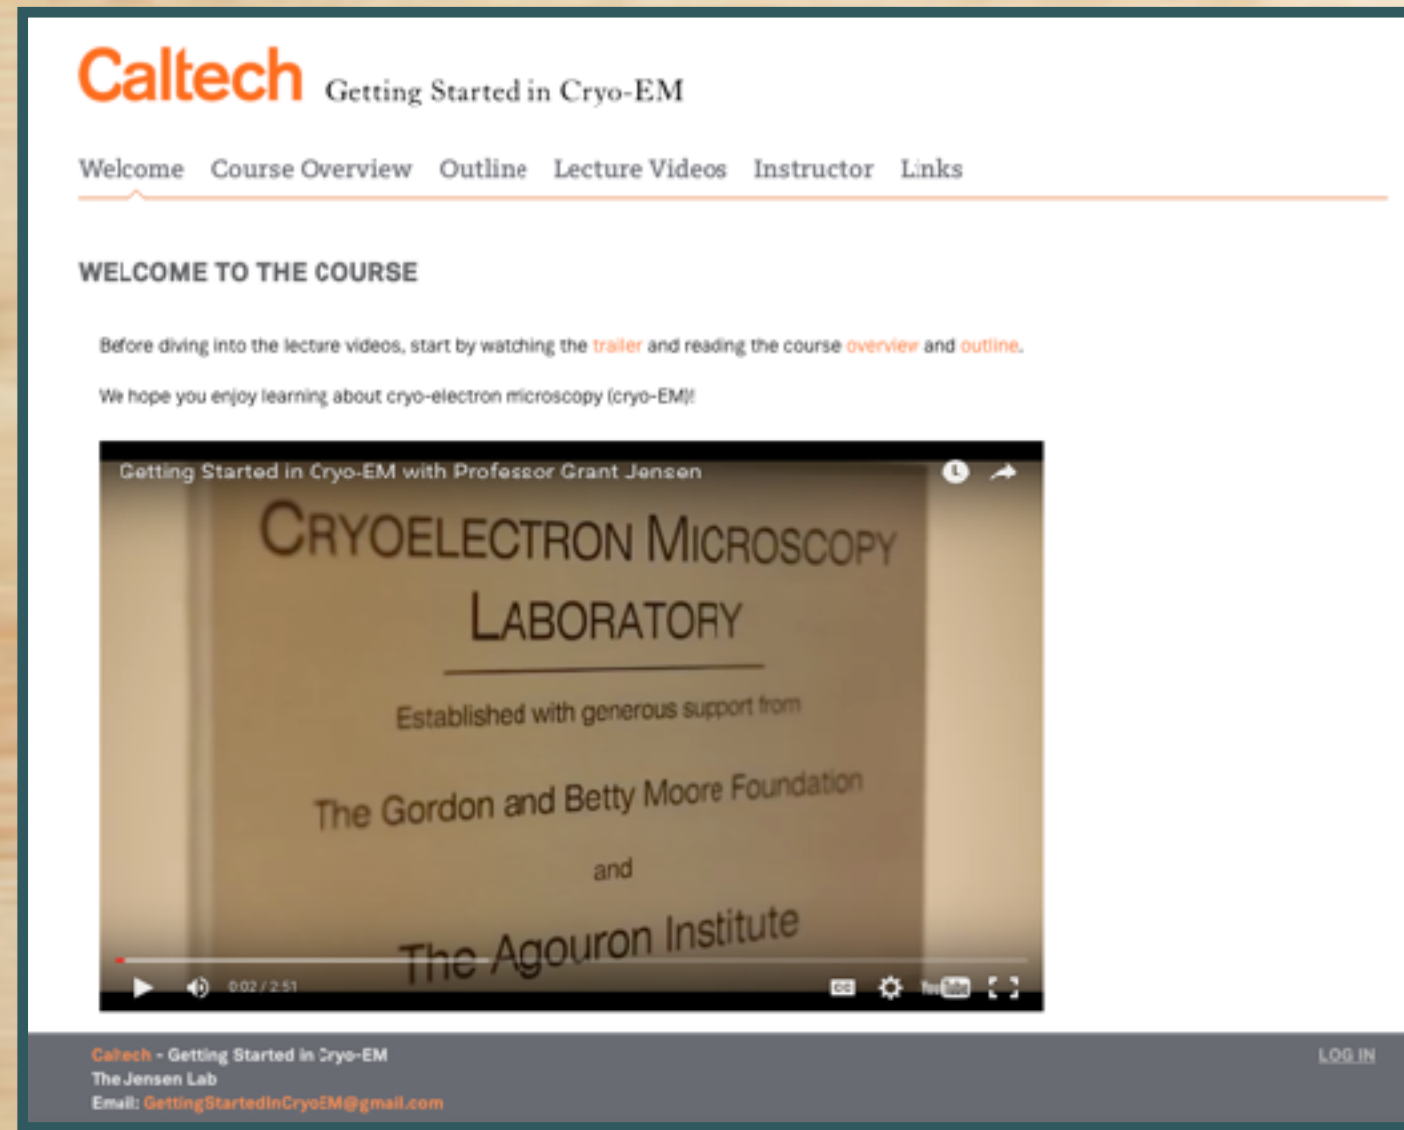 Caltech Getting Started in Cryo-EM
Welcome Course Overview Outline Lecture Videos Instructor Links
WELCOME TO THE COURSE
Before diving into the lecture videos, start by watching the trailer and reading the course overview and outline.
We hope you enjoy learning about cryo-electron microscopy (cryo-EM)!
Getting Started in Cryo-EM with Professor Grant Jensen
CRYOELECTRON MICROSCOPY
LABORATORY
Established with generous support from
The Gordon and Betty Moore Foundation
and
The Agouron Institute
0:02 / 2:51 CC YouTube
Caltech - Getting Started in Cryo-EM LOG IN
The Jensen Lab
Email: GettingStartedInCryoEM@gmail.com